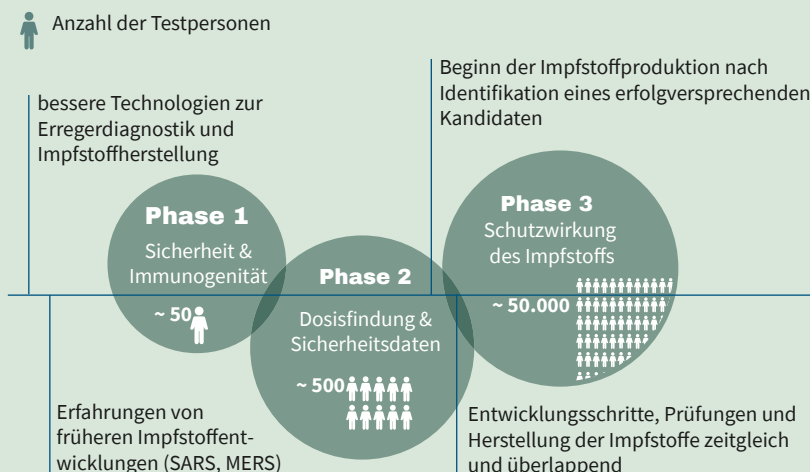 Anzahl der Testpersonen
bessere Technologien zur
Erregerdiagnostik und
Impfstoffherstellung
Beginn der Impfstoffproduktion nach
Identifikation eines erfolgversprechenden
Kandidaten
Phase 1
Sicherheit &
Immunogenität
~ 50
Phase 2
Dosisfindung &
Sicherheitsdaten
~ 500
Phase 3
Schutzwirkung
des Impfstoffs
~ 50.000
Erfahrungen von
früheren Impfstoffent-
wicklungen (SARS, MERS)
Entwicklungsschritte, Prüfungen und
Herstellung der Impfstoffe zeitgleich
und überlappend